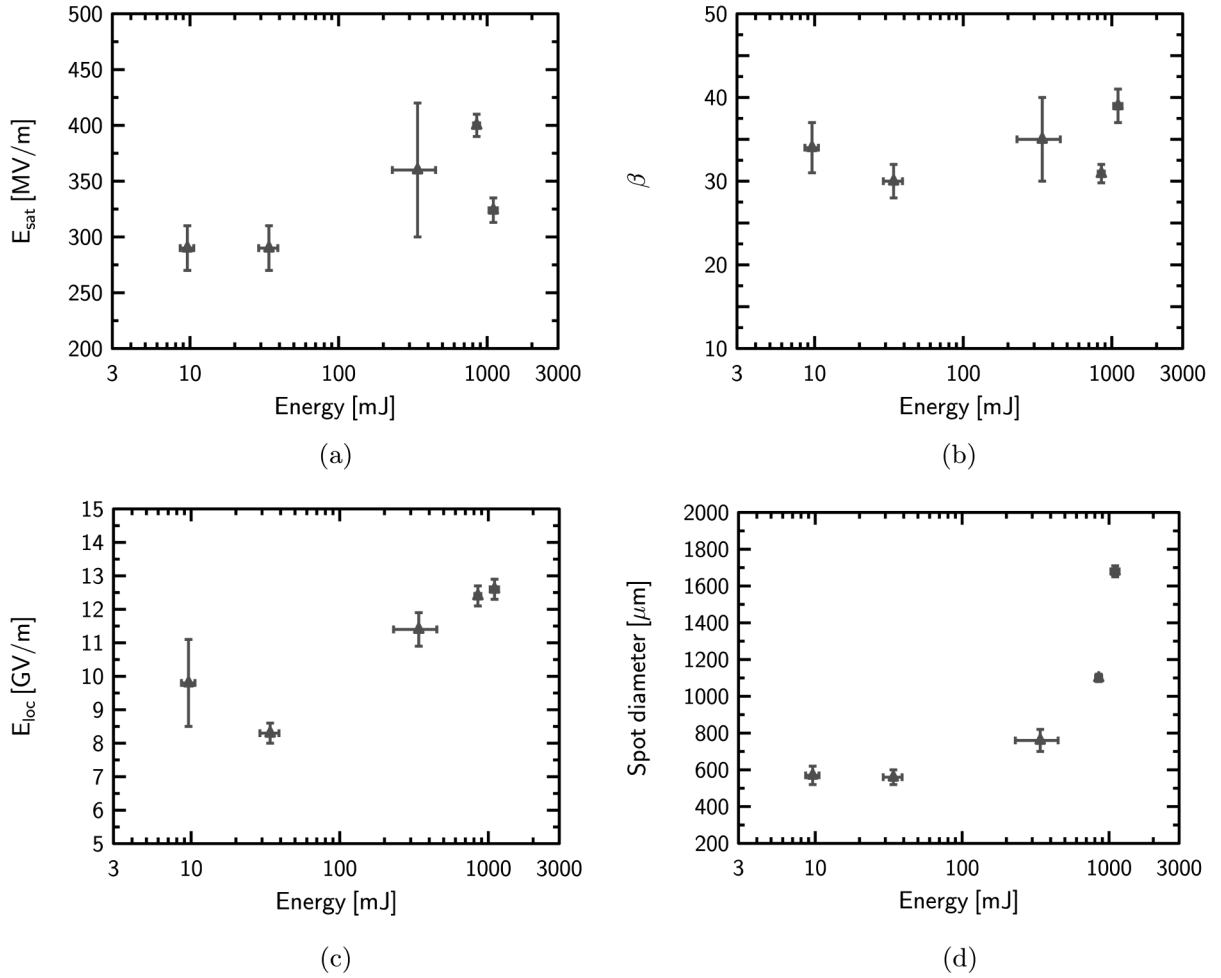 500
450
400
350
300
250
200
3 10 100 1000 3000
E_sat [MV/m]
Energy [mJ]
(a)
50
40
30
20
10
3 10 100 1000 3000
β
Energy [mJ]
(b)
15
14
13
12
11
10
9
8
7
6
5
3 10 100 1000 3000
E_loc [GV/m]
Energy [mJ]
(c)
2000
1800
1600
1400
1200
1000
800
600
400
200
3 10 100 1000 3000
Spot diameter [μm]
Energy [mJ]
(d)